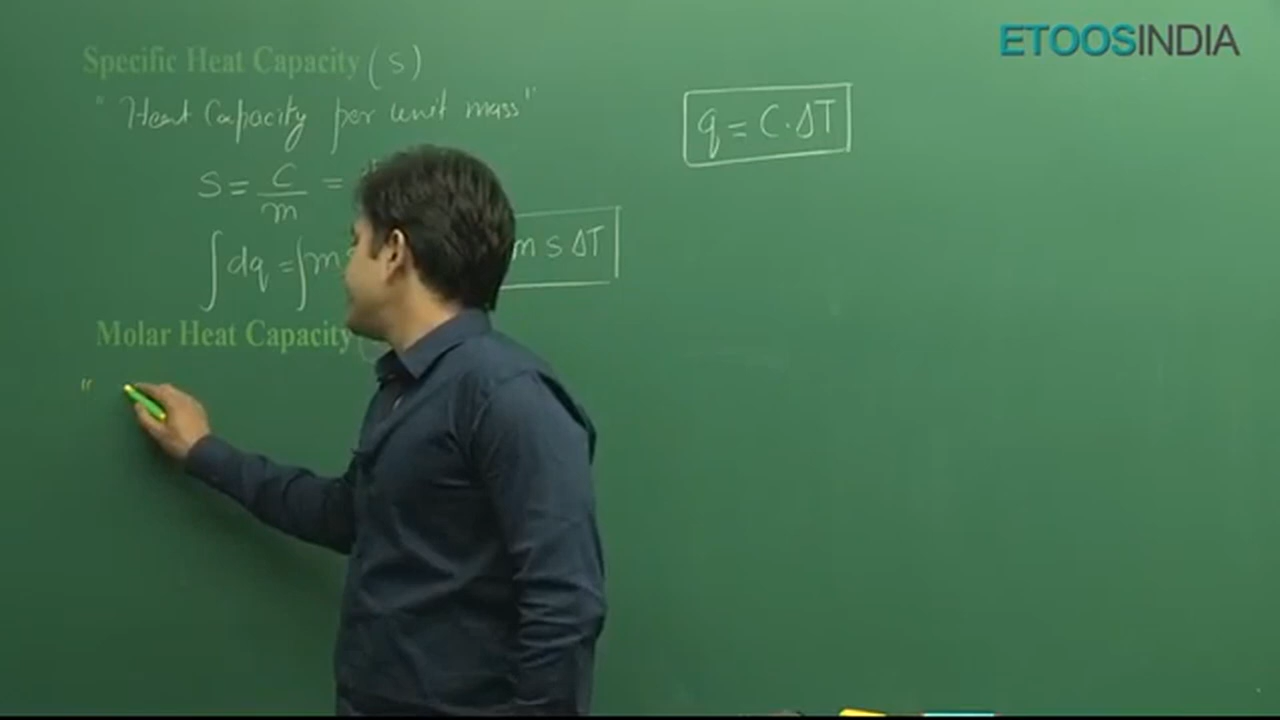 ETOOSINDIA
Specific Heat Capacity (s)
" Heat Capacity per unit mass"
q = C·ΔT
S = C/m =
∫dq = ∫m
m s ΔT
Molar Heat Capacity
"